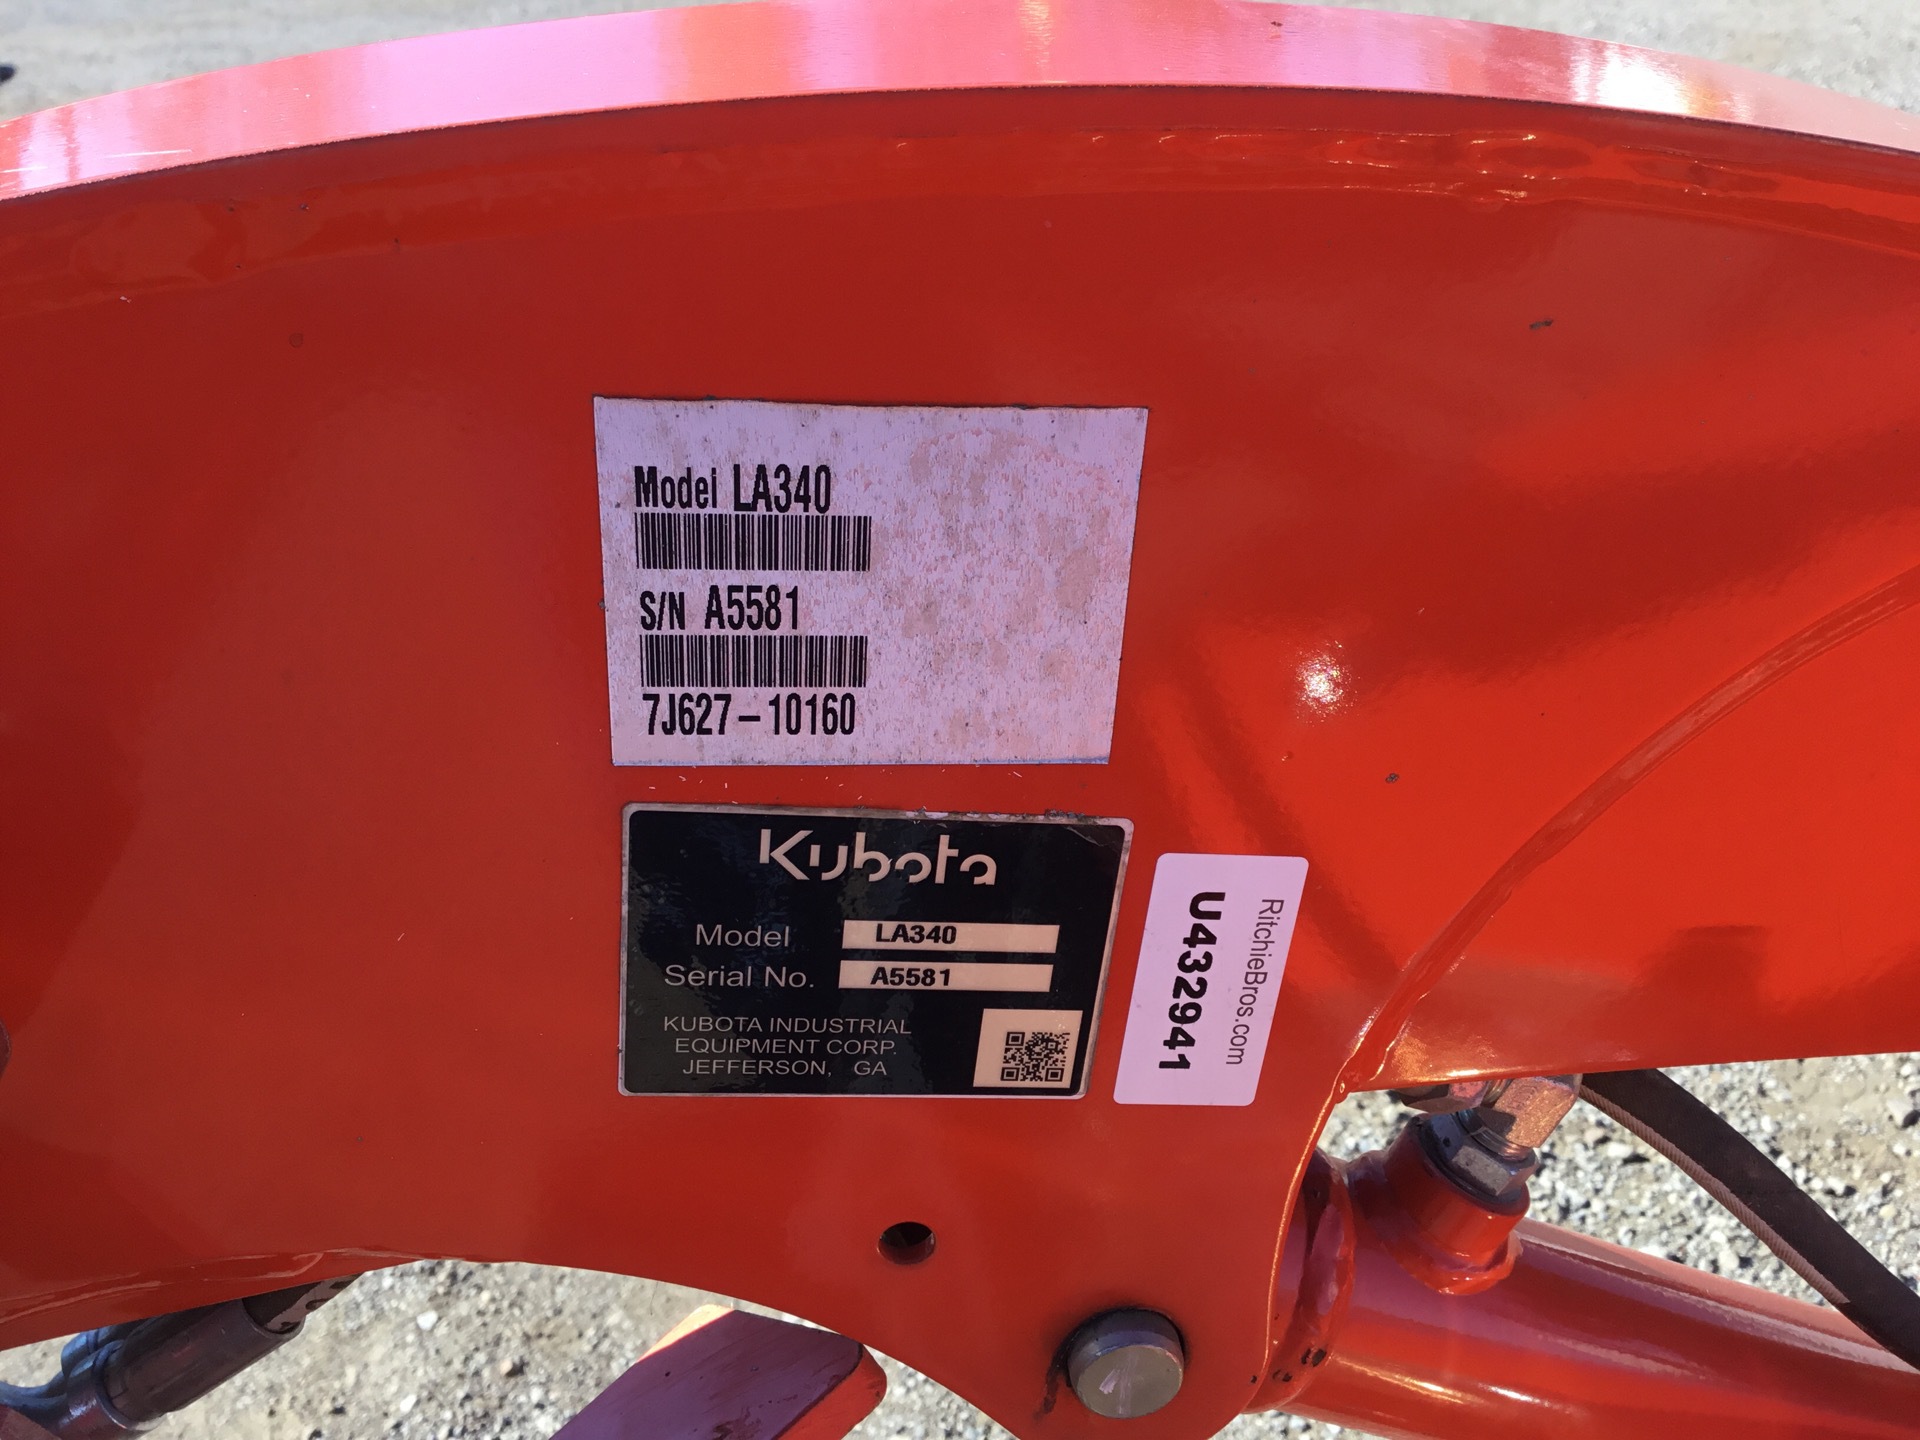 Model LA340
S/N A5581
7J627-10160
Kubota
Model LA340
Serial No. A5581
KUBOTA INDUSTRIAL
EQUIPMENT CORP.
JEFFERSON, GA
RitchieBros.com
U432941